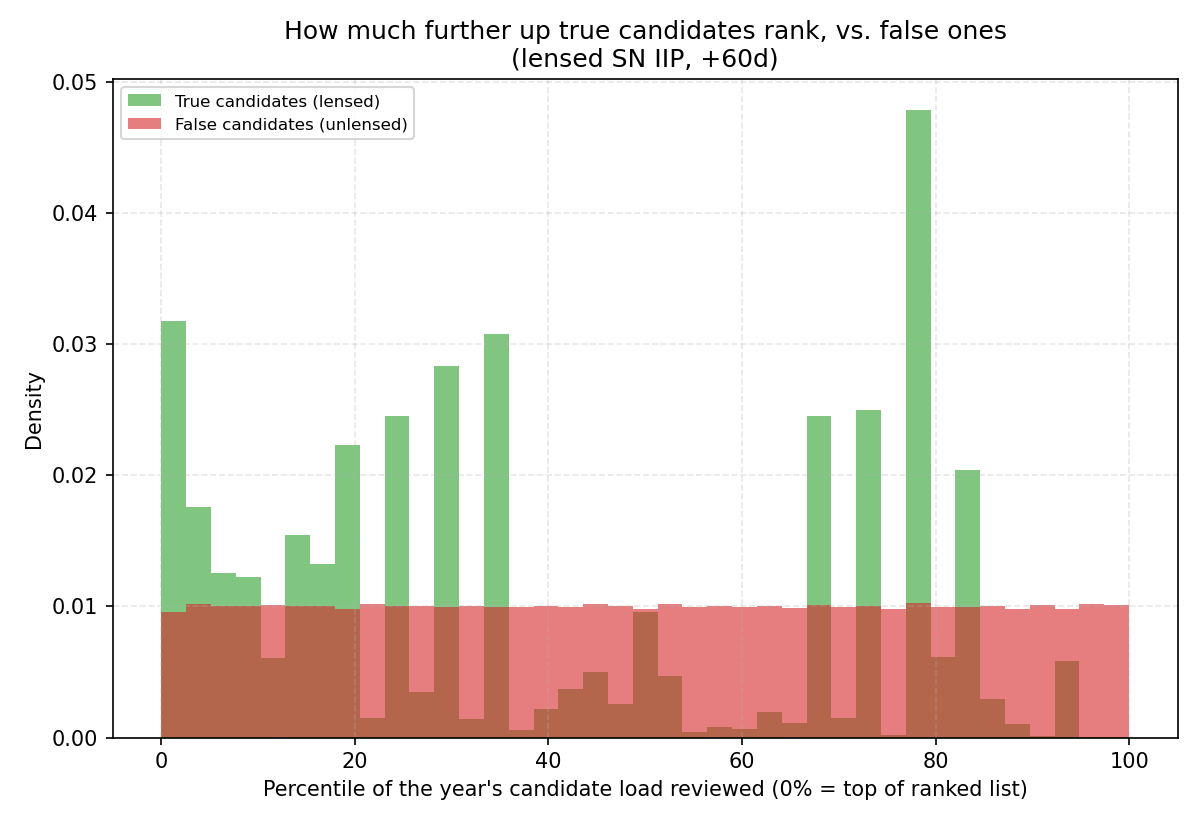 How much further up true candidates rank, vs. false ones
(lensed SN IIP, +60d)
True candidates (lensed)
False candidates (unlensed)
Density
0.05
0.04
0.03
0.02
0.01
0.00
0 20 40 60 80 100
Percentile of the year's candidate load reviewed (0% = top of ranked list)